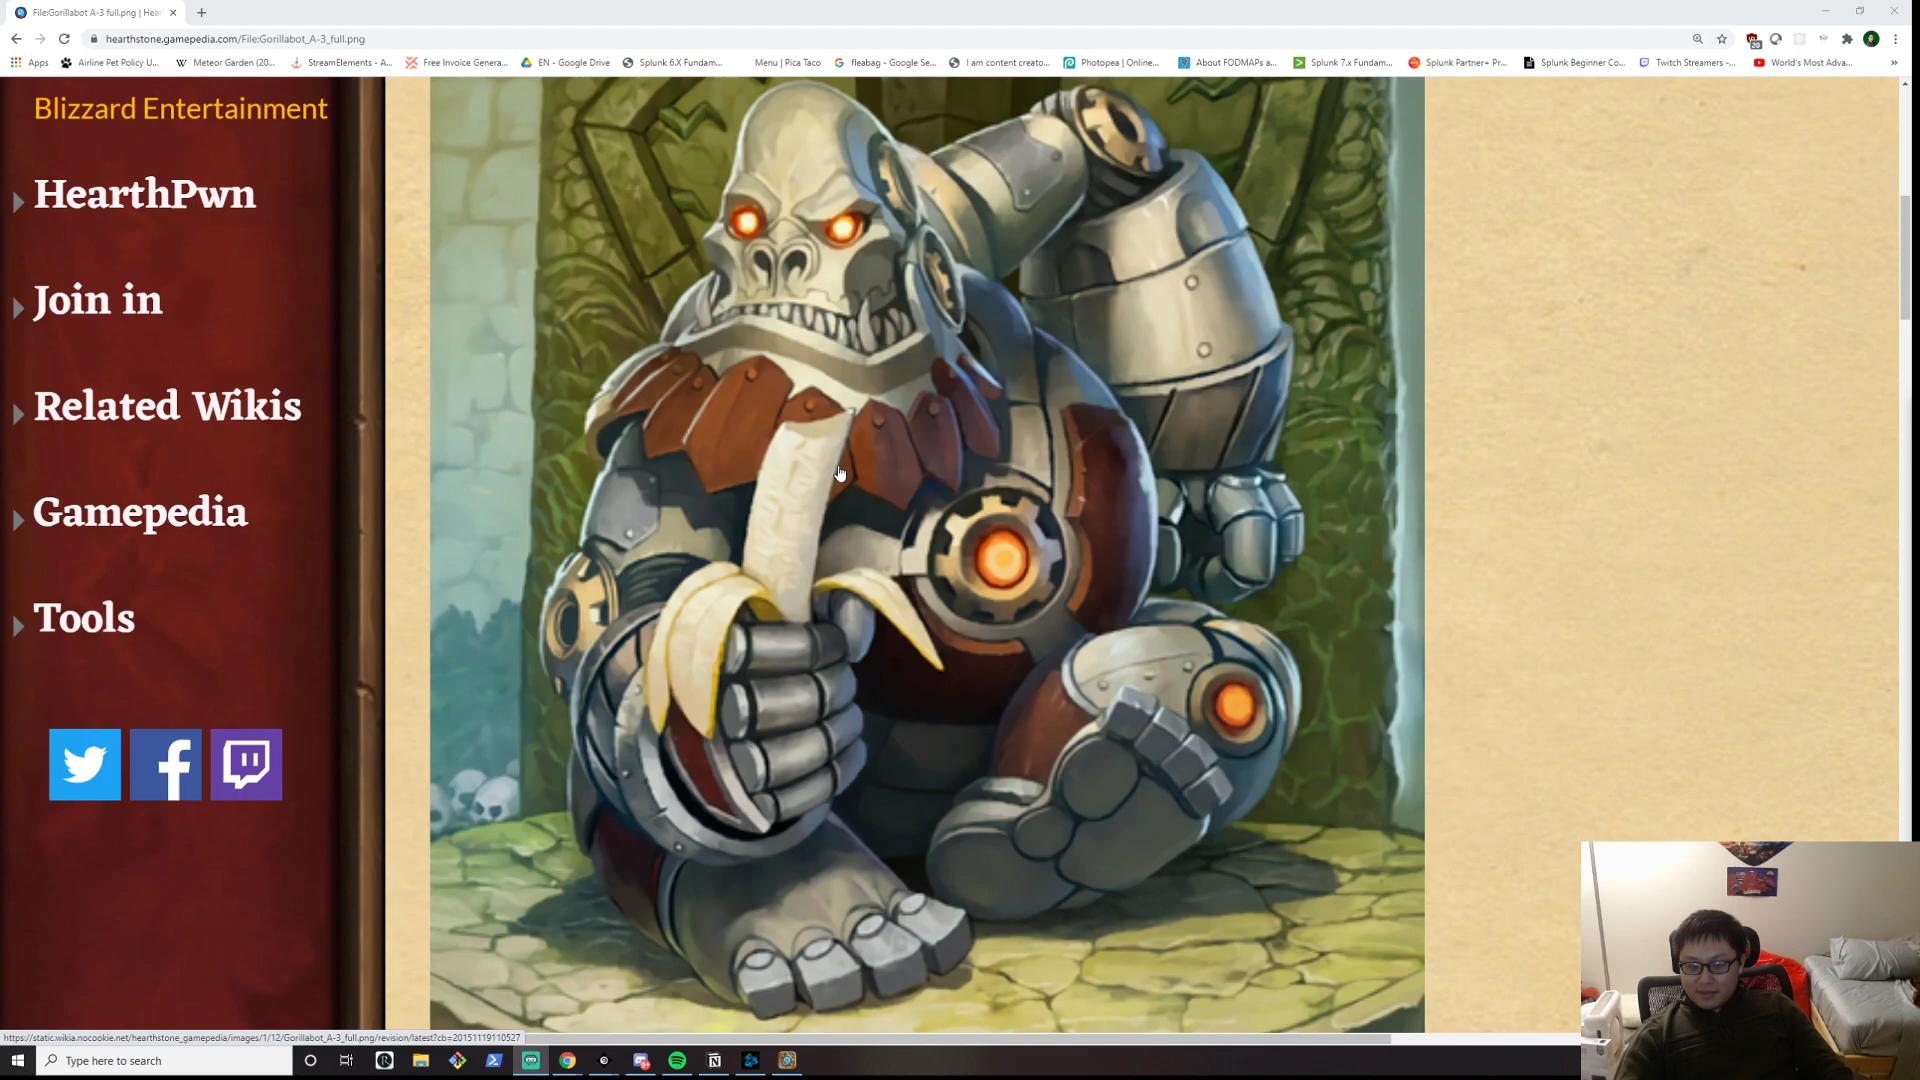 File:Gorillabot A-3 full.png | Hear
hearthstone.gamepedia.com/File:Gorillabot_A-3_full.png
20
Apps
Airline Pet Policy U...
Meteor Garden (20...
StreamElements - A...
Free Invoice Genera...
EN - Google Drive
Splunk 6.X Fundam...
Menu | Pica Taco
fleabag - Google Se...
I am content creato...
Photopea | Online...
About FODMAPs a...
Splunk 7.x Fundam...
Splunk Partner+ Pr...
Splunk Beginner Co...
Twitch Streamers -...
World's Most Adva...
Blizzard Entertainment
HearthPwn
Join in
Related Wikis
Gamepedia
Tools
https://static.wikia.nocookie.net/hearthstone_gamepedia/images/1/12/Gorillabot_A-3_full.png/revision/latest?cb=20151119110527
Type here to search